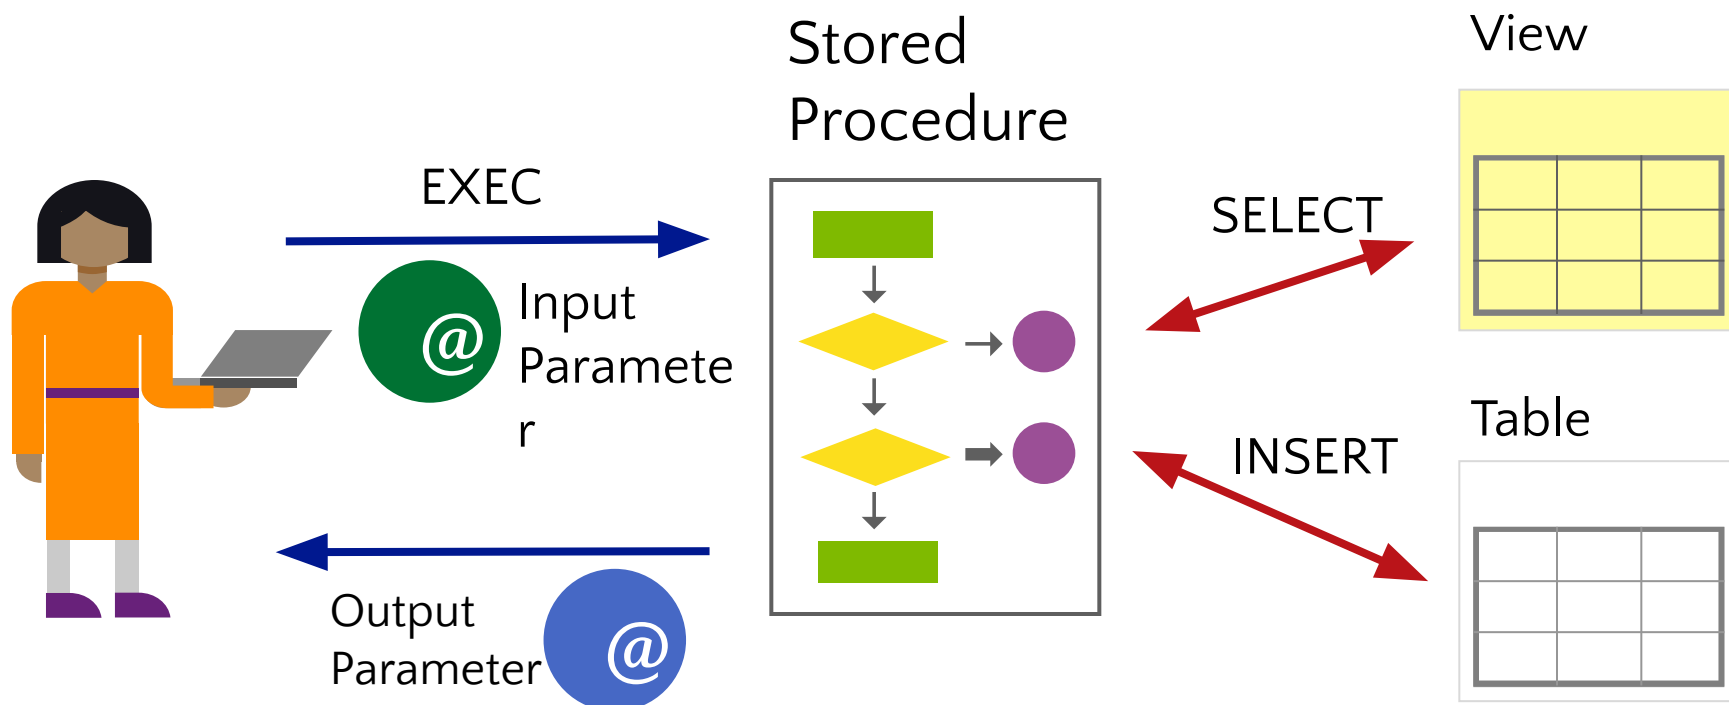 Stored
Procedure
View
EXEC
SELECT
@
Input
Paramete
r
Table
INSERT
Output
Parameter
@